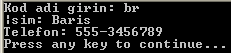 Kod adi girin: br
¦sim: Baris
Telefon: 555-3456789
Press any key to continue...